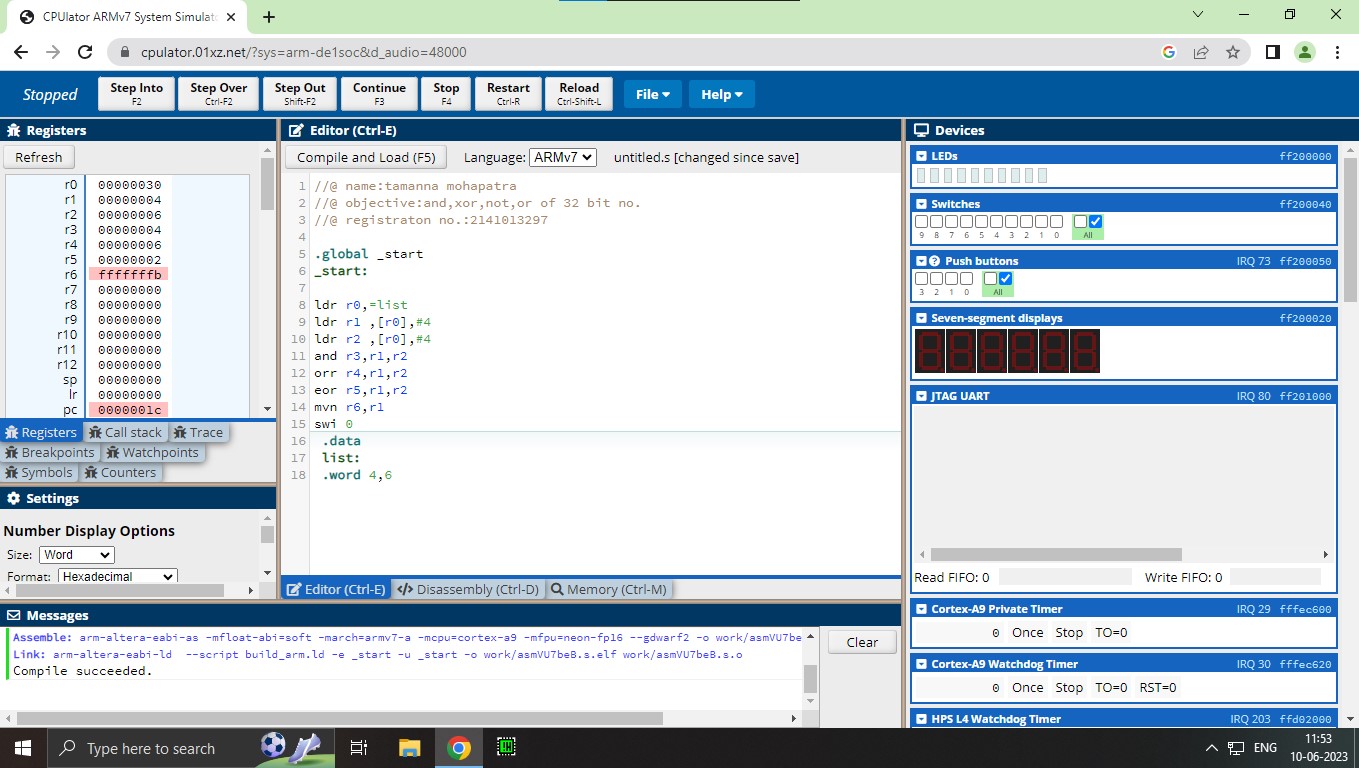 CPUlator ARMv7 System Simulato
cpulator.01xz.net/?sys=arm-de1soc&d_audio=48000
Stopped
Step Into
F2
Step Over
Ctrl-F2
Step Out
Shift-F2
Continue
F3
Stop
F4
Restart
Ctrl-R
Reload
Ctrl-Shift-L
File
Help
Registers
Refresh
r0 00000030
r1 00000004
r2 00000006
r3 00000004
r4 00000006
r5 00000002
r6 fffffffb
r7 00000000
r8 00000000
r9 00000000
r10 00000000
r11 00000000
r12 00000000
sp 00000000
lr 00000000
pc 0000001c
Registers Call stack Trace
Breakpoints Watchpoints
Symbols Counters
Settings
Number Display Options
Size: Word
Format: Hexadecimal
Editor (Ctrl-E)
Compile and Load (F5) Language: ARMv7 untitled.s [changed since save]
1 //@ name:tamanna mohapatra
2 //@ objective:and,xor,not,or of 32 bit no.
3 //@ registraton no.:2141013297
4
5 .global _start
6 _start:
7
8 ldr r0,=list
9 ldr r1 ,[r0],#4
10 ldr r2 ,[r0],#4
11 and r3,r1,r2
12 orr r4,r1,r2
13 eor r5,r1,r2
14 mvn r6,r1
15 swi 0
16 .data
17 list:
18 .word 4,6
Editor (Ctrl-E) Disassembly (Ctrl-D) Memory (Ctrl-M)
Messages
Assemble: arm-altera-eabi-as -mfloat-abi=soft -march=armv7-a -mcpu=cortex-a9 -mfpu=neon-fp16 --gdwarf2 -o work/asmVU7be
Link: arm-altera-eabi-ld --script build_arm.ld -e _start -u _start -o work/asmVU7beB.s.elf work/asmVU7beB.s.o
Compile succeeded.
Clear
Devices
LEDs ff200000
Switches ff200040
9 8 7 6 5 4 3 2 1 0 All
Push buttons IRQ 73 ff200050
3 2 1 0 All
Seven-segment displays ff200020
JTAG UART IRQ 80 ff201000
Read FIFO: 0 Write FIFO: 0
Cortex-A9 Private Timer IRQ 29 fffec600
0 Once Stop TO=0
Cortex-A9 Watchdog Timer IRQ 30 fffec620
0 Once Stop TO=0 RST=0
HPS L4 Watchdog Timer IRQ 203 ffd02000
Type here to search
ENG
11:53
10-06-2023